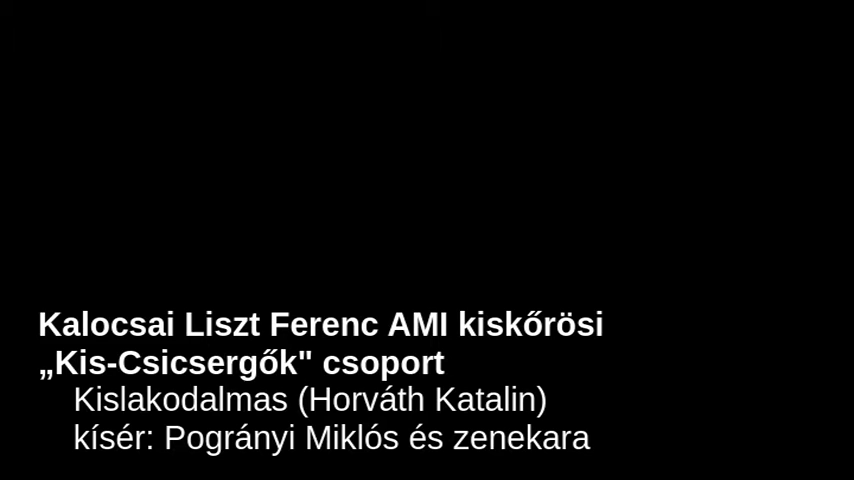 Kalocsai Liszt Ferenc AMI kiskőrösi
„Kis-Csicsergők" csoport
Kislakodalmas (Horváth Katalin)
kísér: Pogrányi Miklós és zenekara